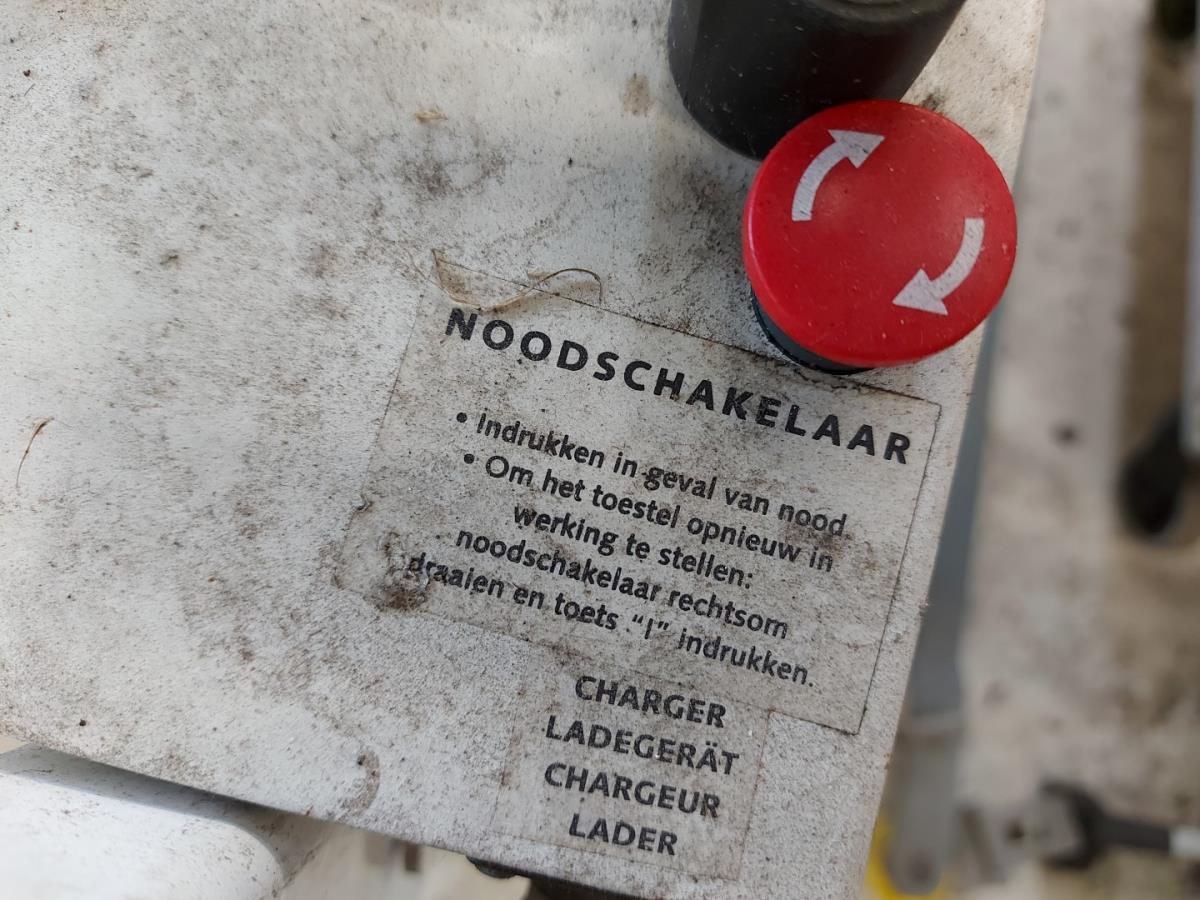 NOODSCHAKELAAR
• Indrukken in geval van nood.
• Om het toestel opnieuw in
werking te stellen:
noodschakelaar rechtsom
draaien en toets "I" indrukken.
CHARGER
LADEGERÄT
CHARGEUR
LADER